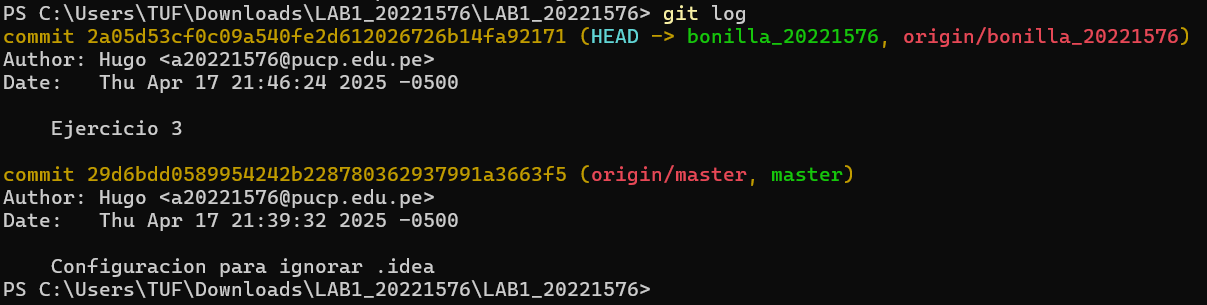 PS C:\Users\TUF\Downloads\LAB1_20221576\LAB1_20221576> git log
commit 2a05d53cf0c09a540fe2d612026726b14fa92171 (HEAD -> bonilla_20221576, origin/bonilla_20221576)
Author: Hugo <a20221576@pucp.edu.pe>
Date:   Thu Apr 17 21:46:24 2025 -0500
    Ejercicio 3
commit 29d6bdd0589954242b228780362937991a3663f5 (origin/master, master)
Author: Hugo <a20221576@pucp.edu.pe>
Date:   Thu Apr 17 21:39:32 2025 -0500
    Configuracion para ignorar .idea
PS C:\Users\TUF\Downloads\LAB1_20221576\LAB1_20221576>